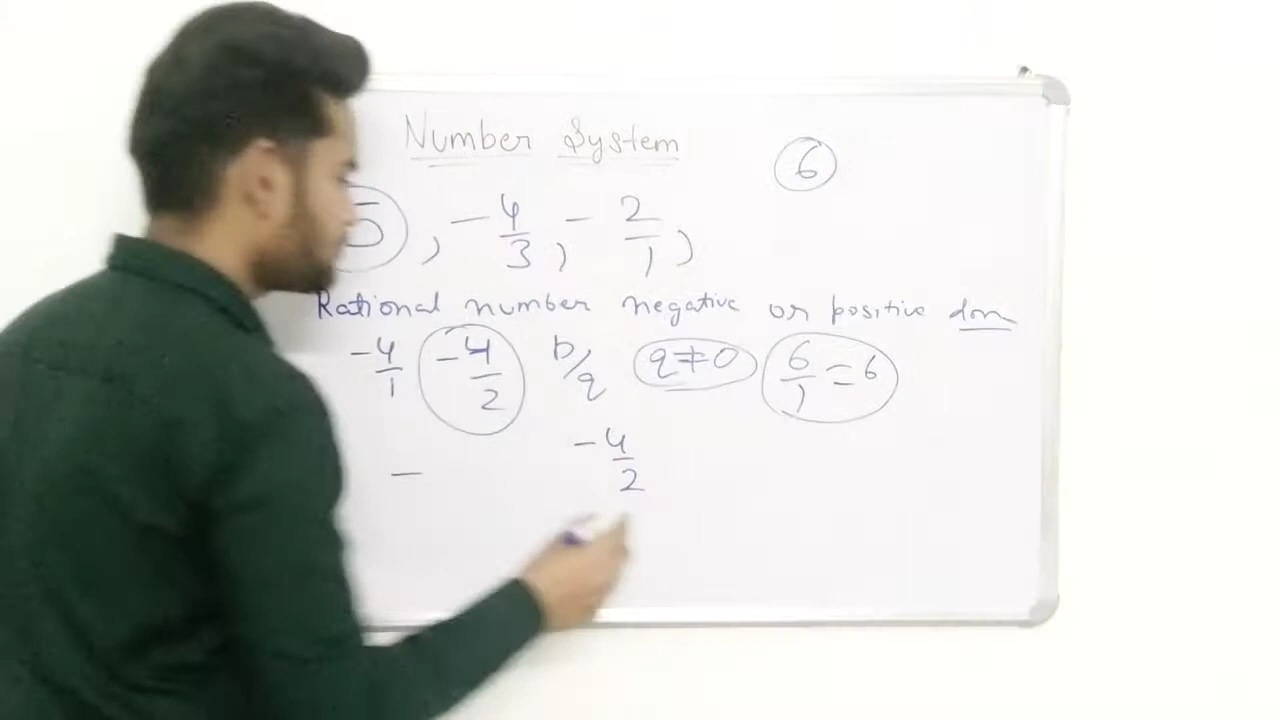 Number System
6
5 , -4/3 , -2/1 ,
Rational number negative or positive
-4/1 -4/2 p/q q≠0 6/1 = 6
- -4/2